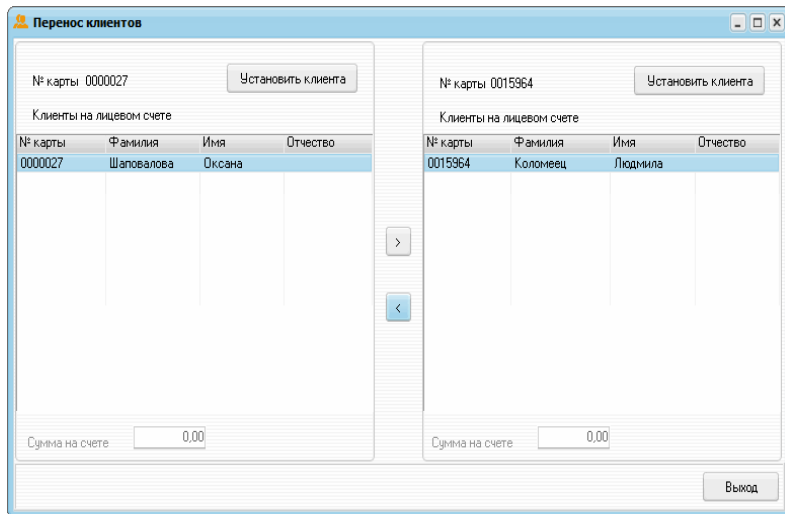 Перенос клиентов
№ карты 0000027 Установить клиента
Клиенты на лицевом счете
№ карты Фамилия Имя Отчество
0000027 Шаповалова Оксана
Сумма на счете 0,00
>
<
№ карты 0015964 Установить клиента
Клиенты на лицевом счете
№ карты Фамилия Имя Отчество
0015964 Коломеец Людмила
Сумма на счете 0,00
Выход